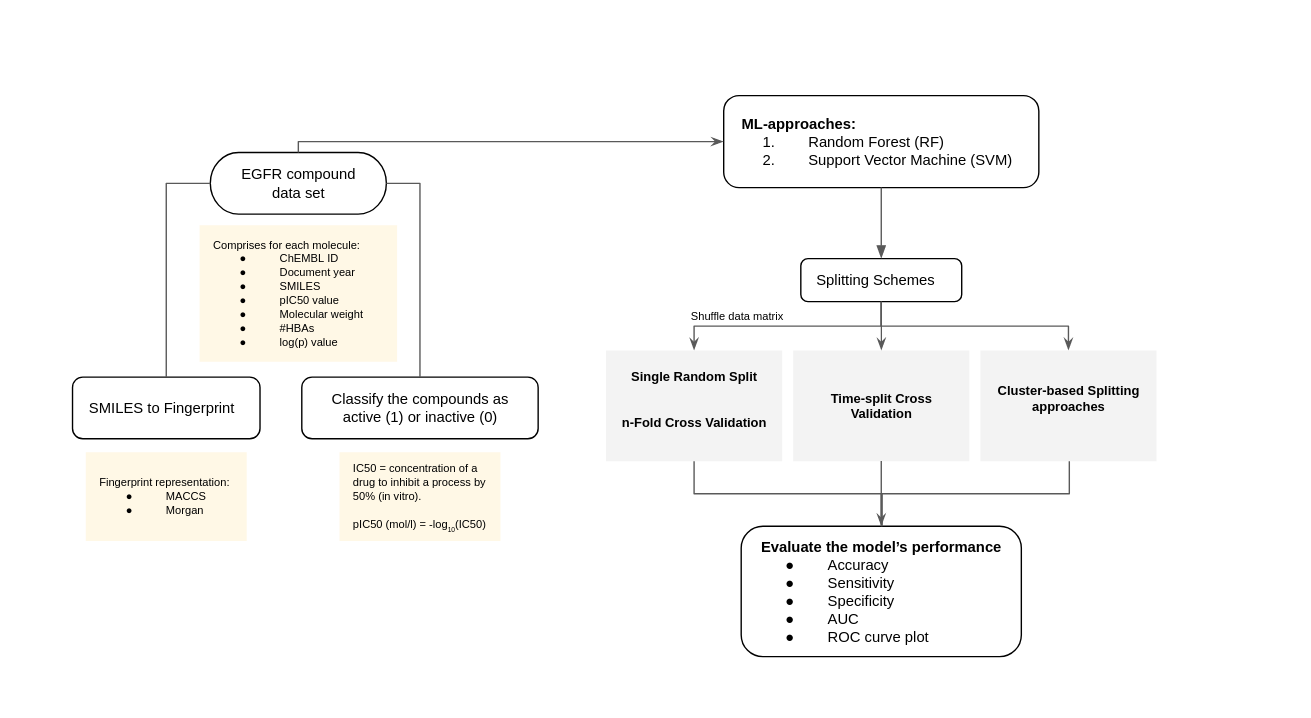 EGFR compound
data set
Comprises for each molecule:
● ChEMBL ID
● Document year
● SMILES
● pIC50 value
● Molecular weight
● #HBAs
● log(p) value
SMILES to Fingerprint
Fingerprint representation:
● MACCS
● Morgan
Classify the compounds as
active (1) or inactive (0)
IC50 = concentration of a
drug to inhibit a process by
50% (in vitro).
pIC50 (mol/l) = -log10(IC50)
ML-approaches:
1. Random Forest (RF)
2. Support Vector Machine (SVM)
Splitting Schemes
Shuffle data matrix
Single Random Split
n-Fold Cross Validation
Time-split Cross
Validation
Cluster-based Splitting
approaches
Evaluate the model’s performance
● Accuracy
● Sensitivity
● Specificity
● AUC
● ROC curve plot